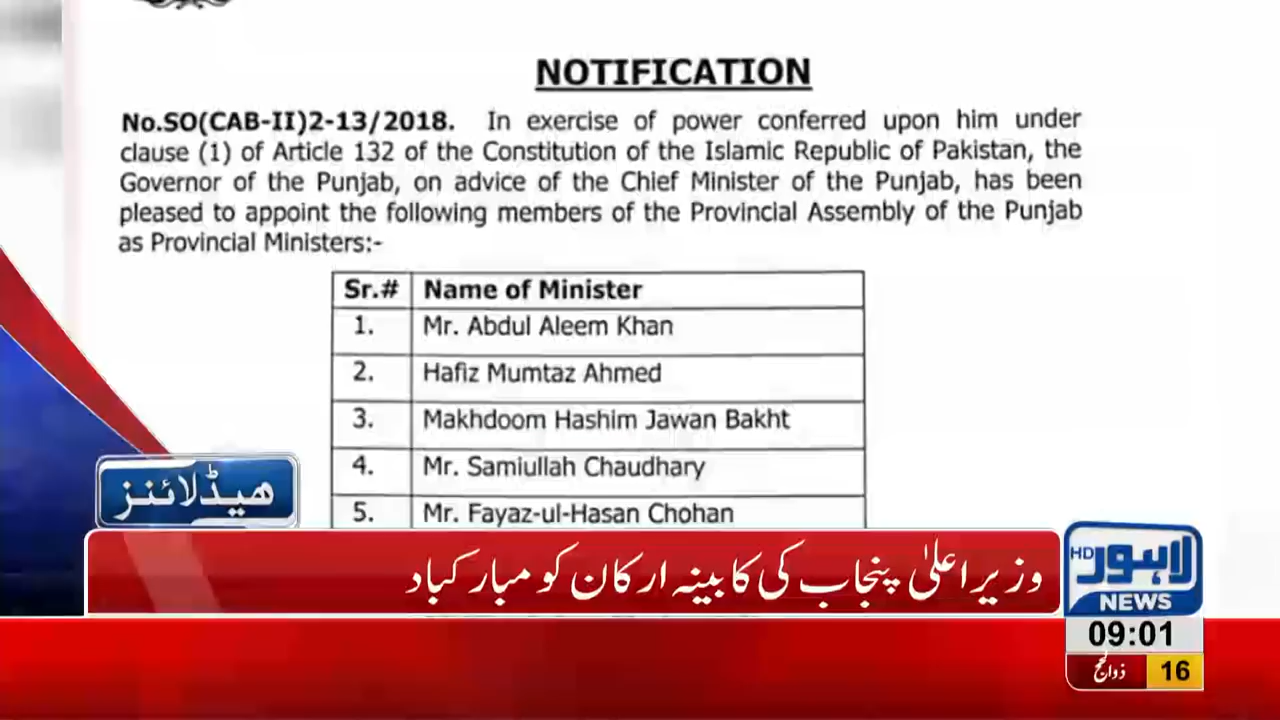 NOTIFICATION
No.SO(CAB-II)2-13/2018. In exercise of power conferred upon him under
clause (1) of Article 132 of the Constitution of the Islamic Republic of Pakistan, the
Governor of the Punjab, on advice of the Chief Minister of the Punjab, has been
pleased to appoint the following members of the Provincial Assembly of the Punjab
as Provincial Ministers:-
Sr.# Name of Minister
1. Mr. Abdul Aleem Khan
2. Hafiz Mumtaz Ahmed
3. Makhdoom Hashim Jawan Bakht
4. Mr. Samiullah Chaudhary
5. Mr. Fayaz-ul-Hasan Chohan
ھیڈلائنز
وزیراعلیٰ پنجاب کی کابینہ ارکان کو مبارکباد
لاہور HD
NEWS
09:01
16 ذوالحج